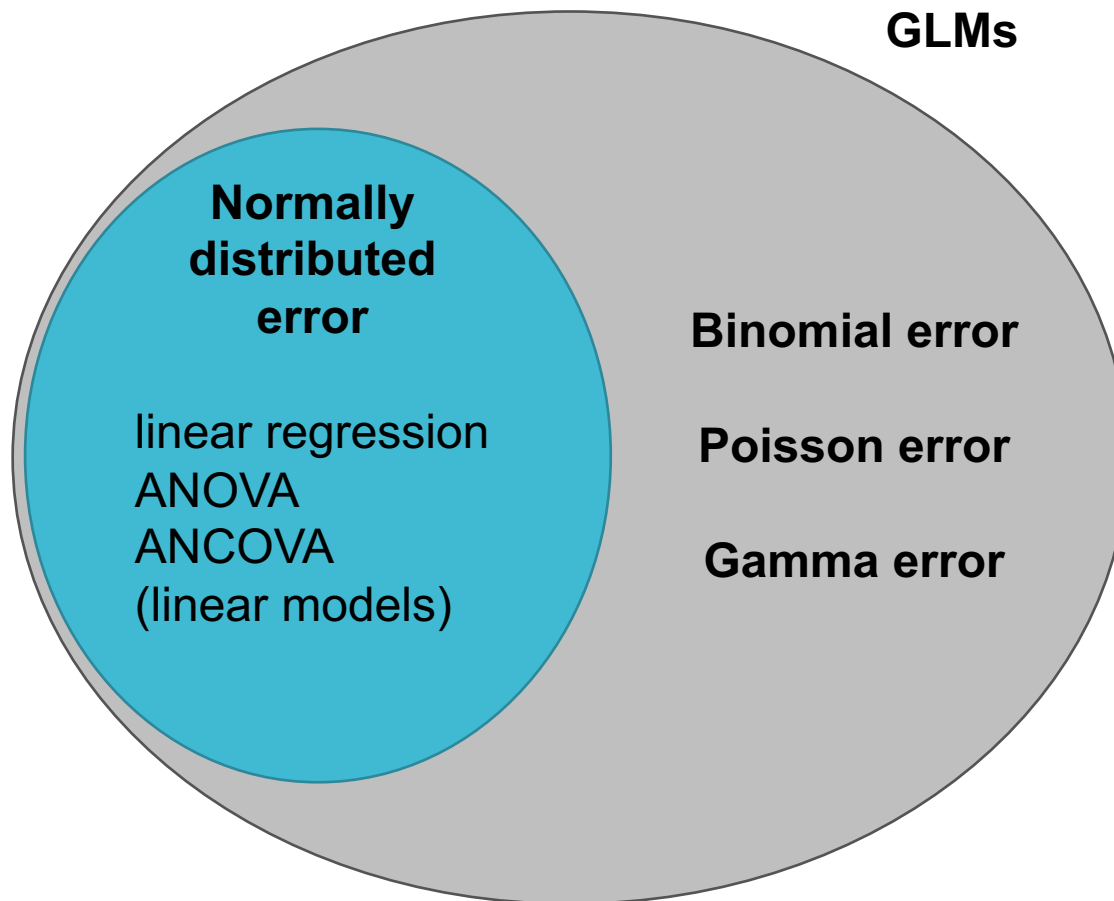 GLMs
Normally
distributed
error
linear regression
ANOVA
ANCOVA
(linear models)
Binomial error
Poisson error
Gamma error